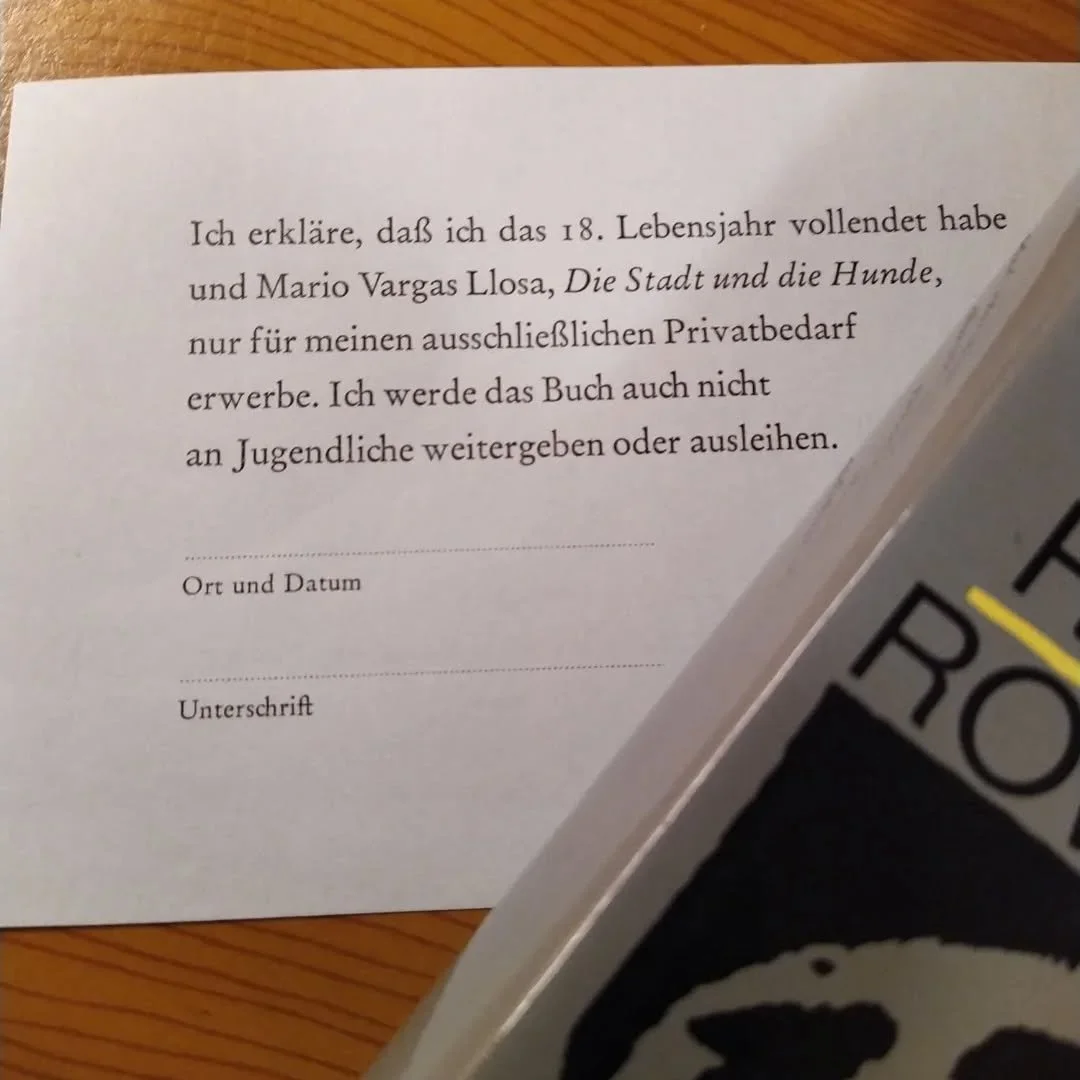 Ich erkläre, daß ich das 18. Lebensjahr vollendet habe
und Mario Vargas Llosa, Die Stadt und die Hunde,
nur für meinen ausschließlichen Privatbedarf
erwerbe. Ich werde das Buch auch nicht
an Jugendliche weitergeben oder ausleihen.
Ort und Datum
Unterschrift